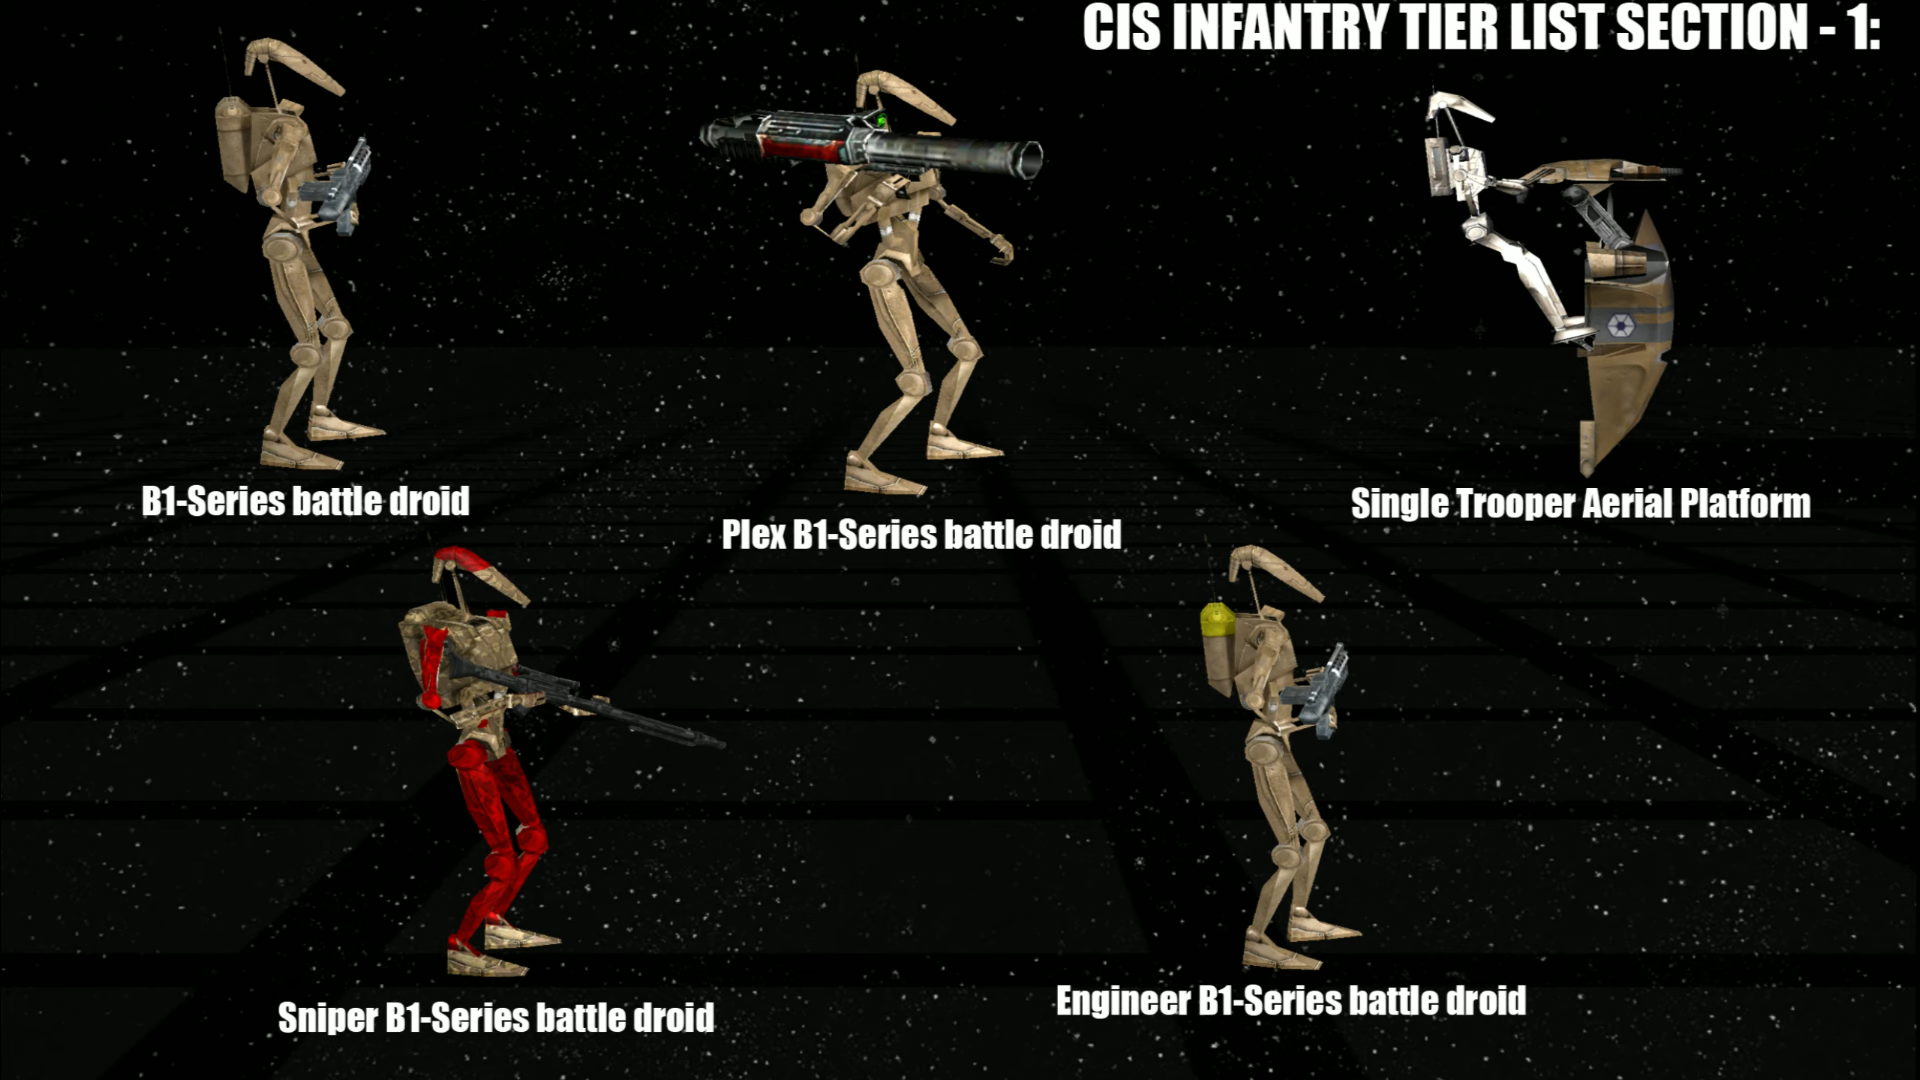 CIS INFANTRY TIER LIST SECTION - 1:
B1-Series battle droid
Plex B1-Series battle droid
Single Trooper Aerial Platform
Sniper B1-Series battle droid
Engineer B1-Series battle droid